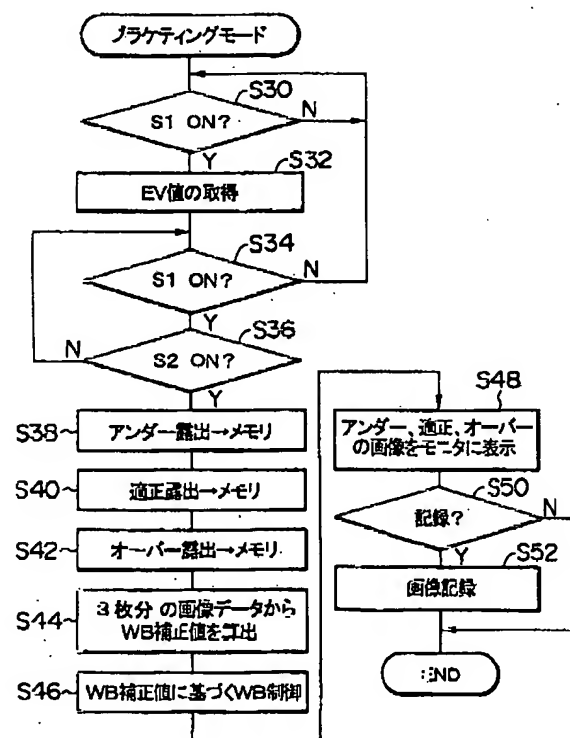 ブラケティングモード
S30
S1 ON?
N
Y
S32
EV値の取得
S34
S1 ON?
N
Y
S36
S2 ON?
N
Y
S38
アンダー露出→メモリ
S40
適正露出→メモリ
S42
オーバー露出→メモリ
S44
3枚分の画像データから
WB補正値を算出
S46
WB補正値に基づくWB制御
S48
アンダー、適正、オーバー
の画像をモニタに表示
S50
記録?
N
Y
S52
画像記録
END